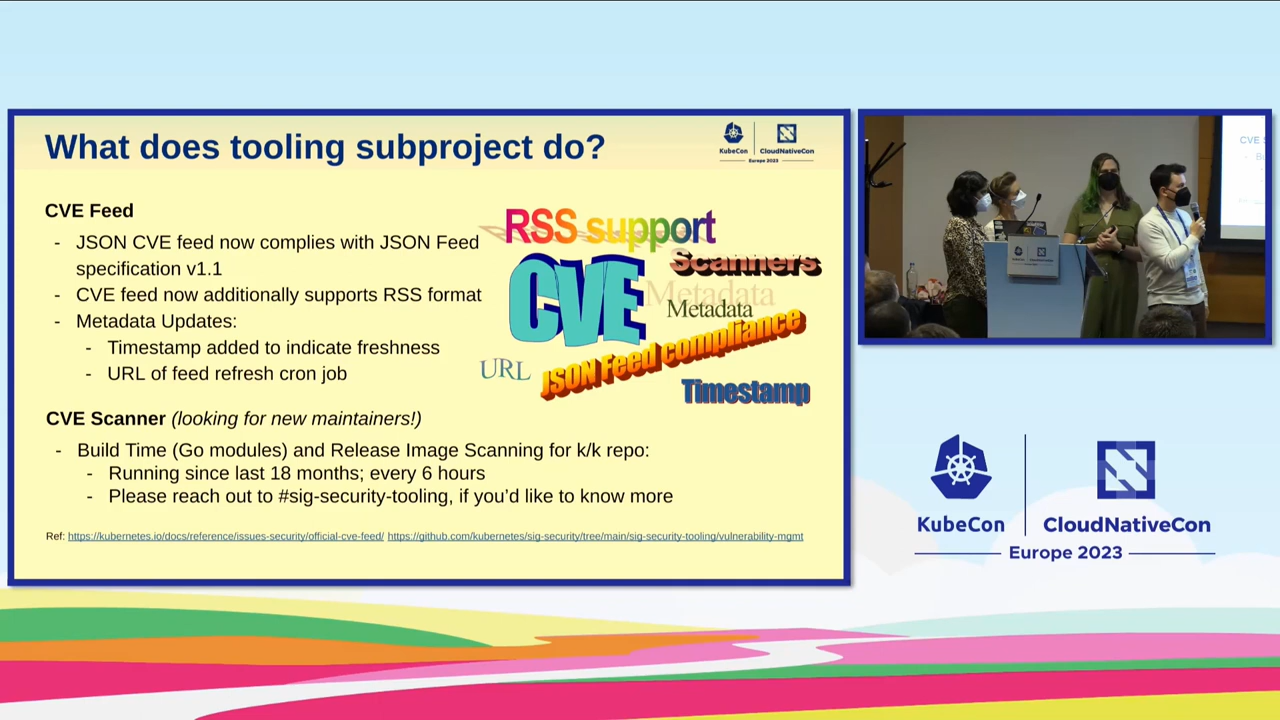 What does tooling subproject do?
KubeCon
CloudNativeCon
Europe 2023
CVE Feed
- JSON CVE feed now complies with JSON Feed
specification v1.1
- CVE feed now additionally supports RSS format
- Metadata Updates:
- Timestamp added to indicate freshness
- URL of feed refresh cron job
RSS support
Scanners
CVE
Metadata
Metadata
JSON Feed compliance
URL
Timestamp
CVE Scanner (looking for new maintainers!)
- Build Time (Go modules) and Release Image Scanning for k/k repo:
- Running since last 18 months; every 6 hours
- Please reach out to #sig-security-tooling, if you’d like to know more
Ref: https://kubernetes.io/docs/reference/issues-security/official-cve-feed/ https://github.com/kubernetes/sig-security/tree/main/sig-security-tooling/vulnerability-mgmt
CVE
KubeCon
CloudNativeCon
Europe 2023